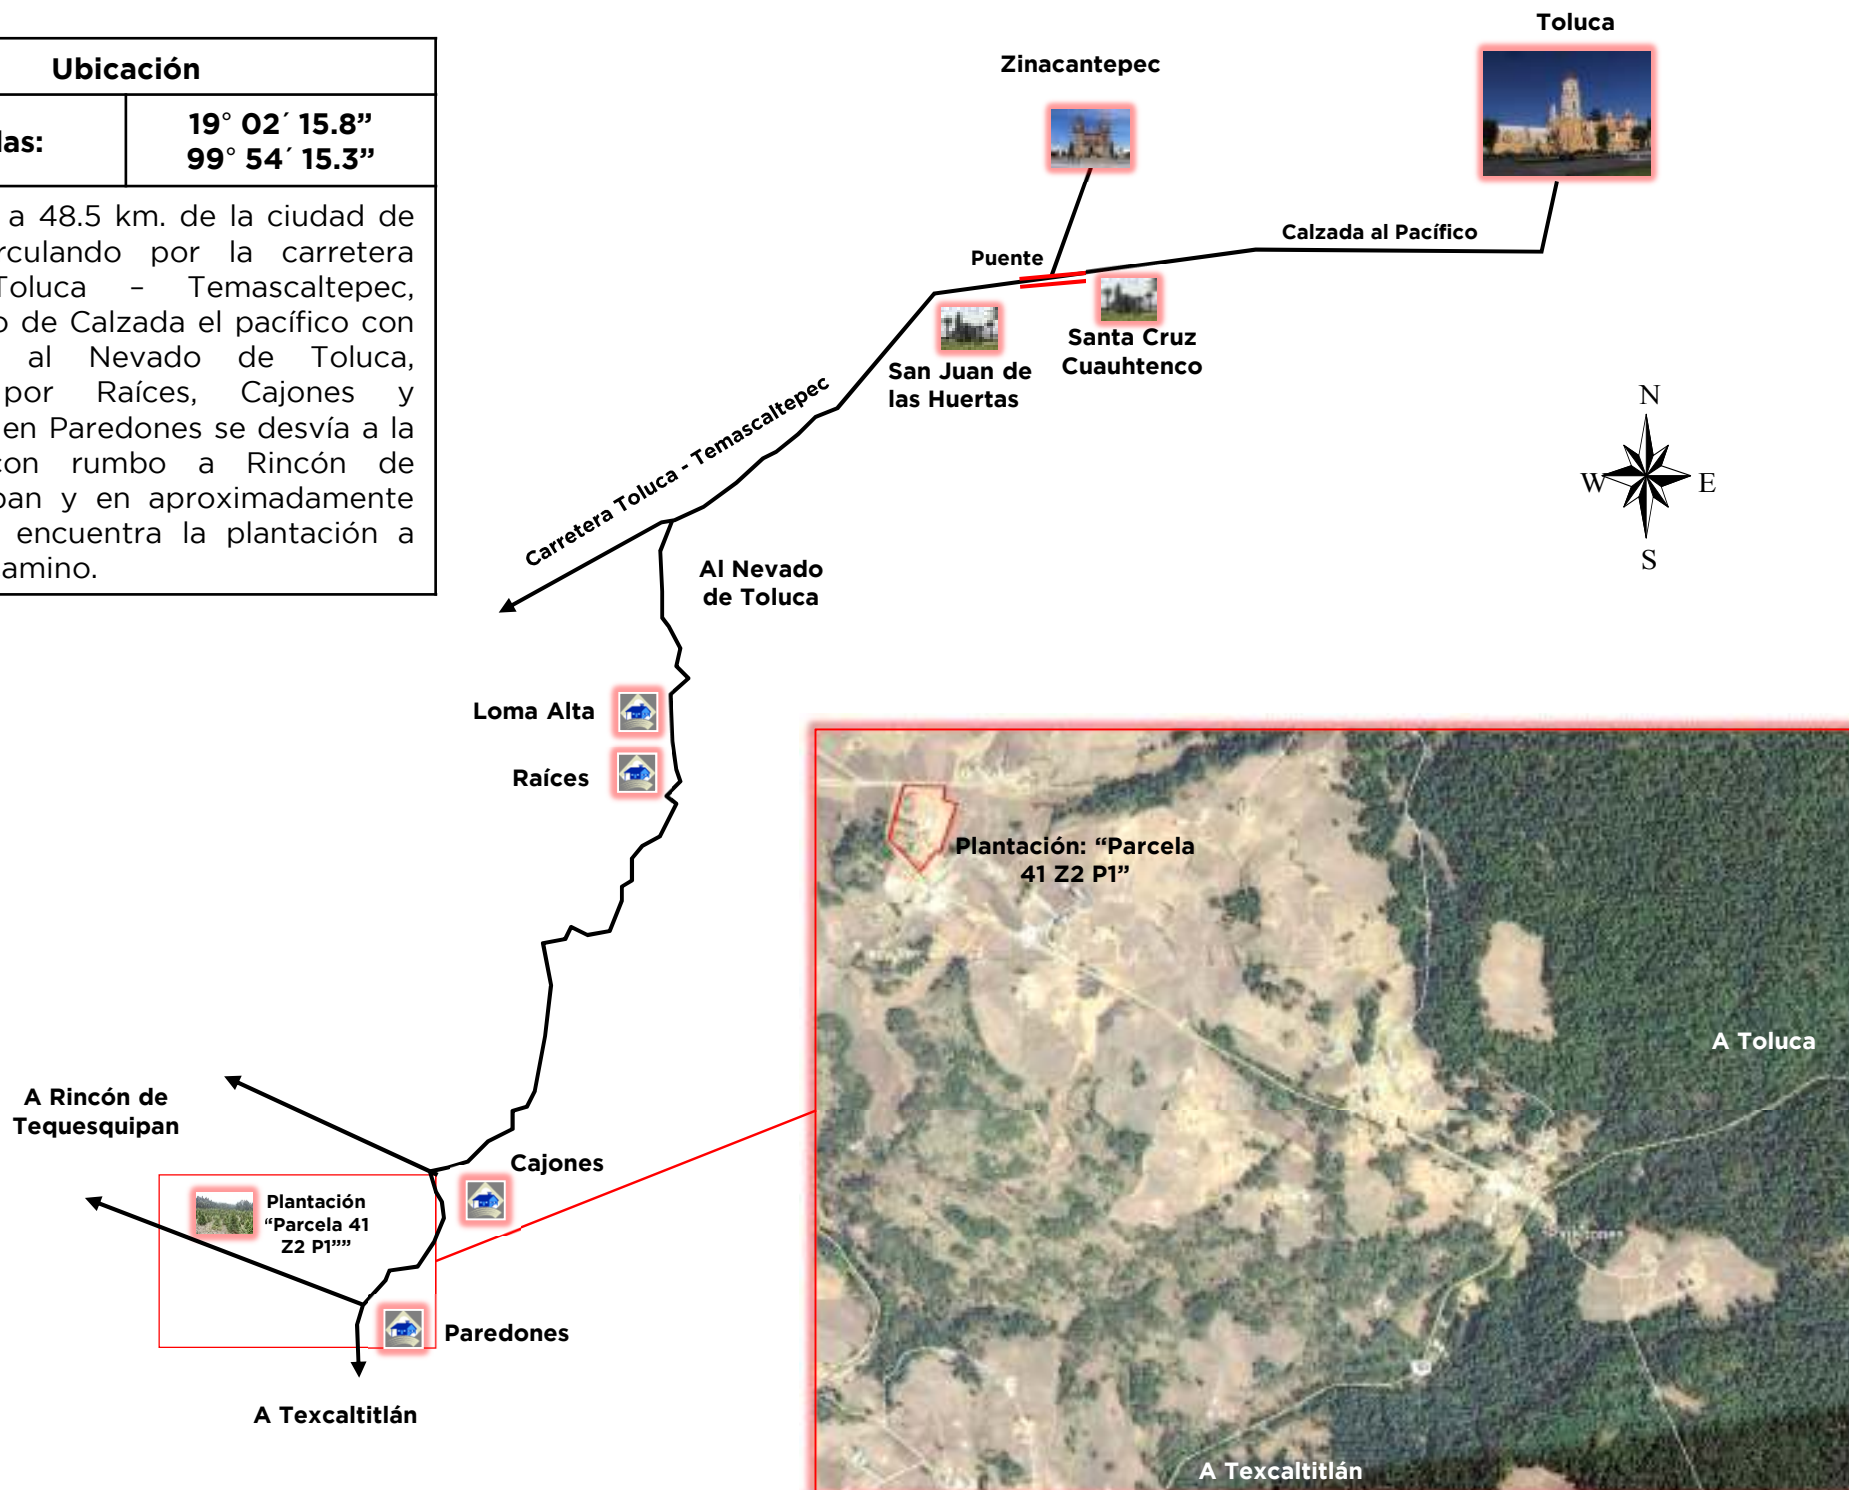 Ubicación
das:
19° 02´ 15.8”
99° 54´ 15.3”
a 48.5 km. de la ciudad de
rculando por la carretera
Toluca – Temascaltepec,
o de Calzada el pacífico con
al Nevado de Toluca,
por Raíces, Cajones y
en Paredones se desvía a la
con rumbo a Rincón de
pan y en aproximadamente
encuentra la plantación a
amino.
Toluca
Zinacantepec
Calzada al Pacífico
Puente
Santa Cruz
Cuauhtenco
San Juan de
las Huertas
Carretera Toluca - Temascaltepec
N
W
E
S
Al Nevado
de Toluca
Loma Alta
Raíces
Plantación: “Parcela
41 Z2 P1”
A Toluca
A Rincón de
Tequesquipan
Cajones
Plantación
“Parcela 41
Z2 P1””
Paredones
A Texcaltitlán
A Texcaltitlán